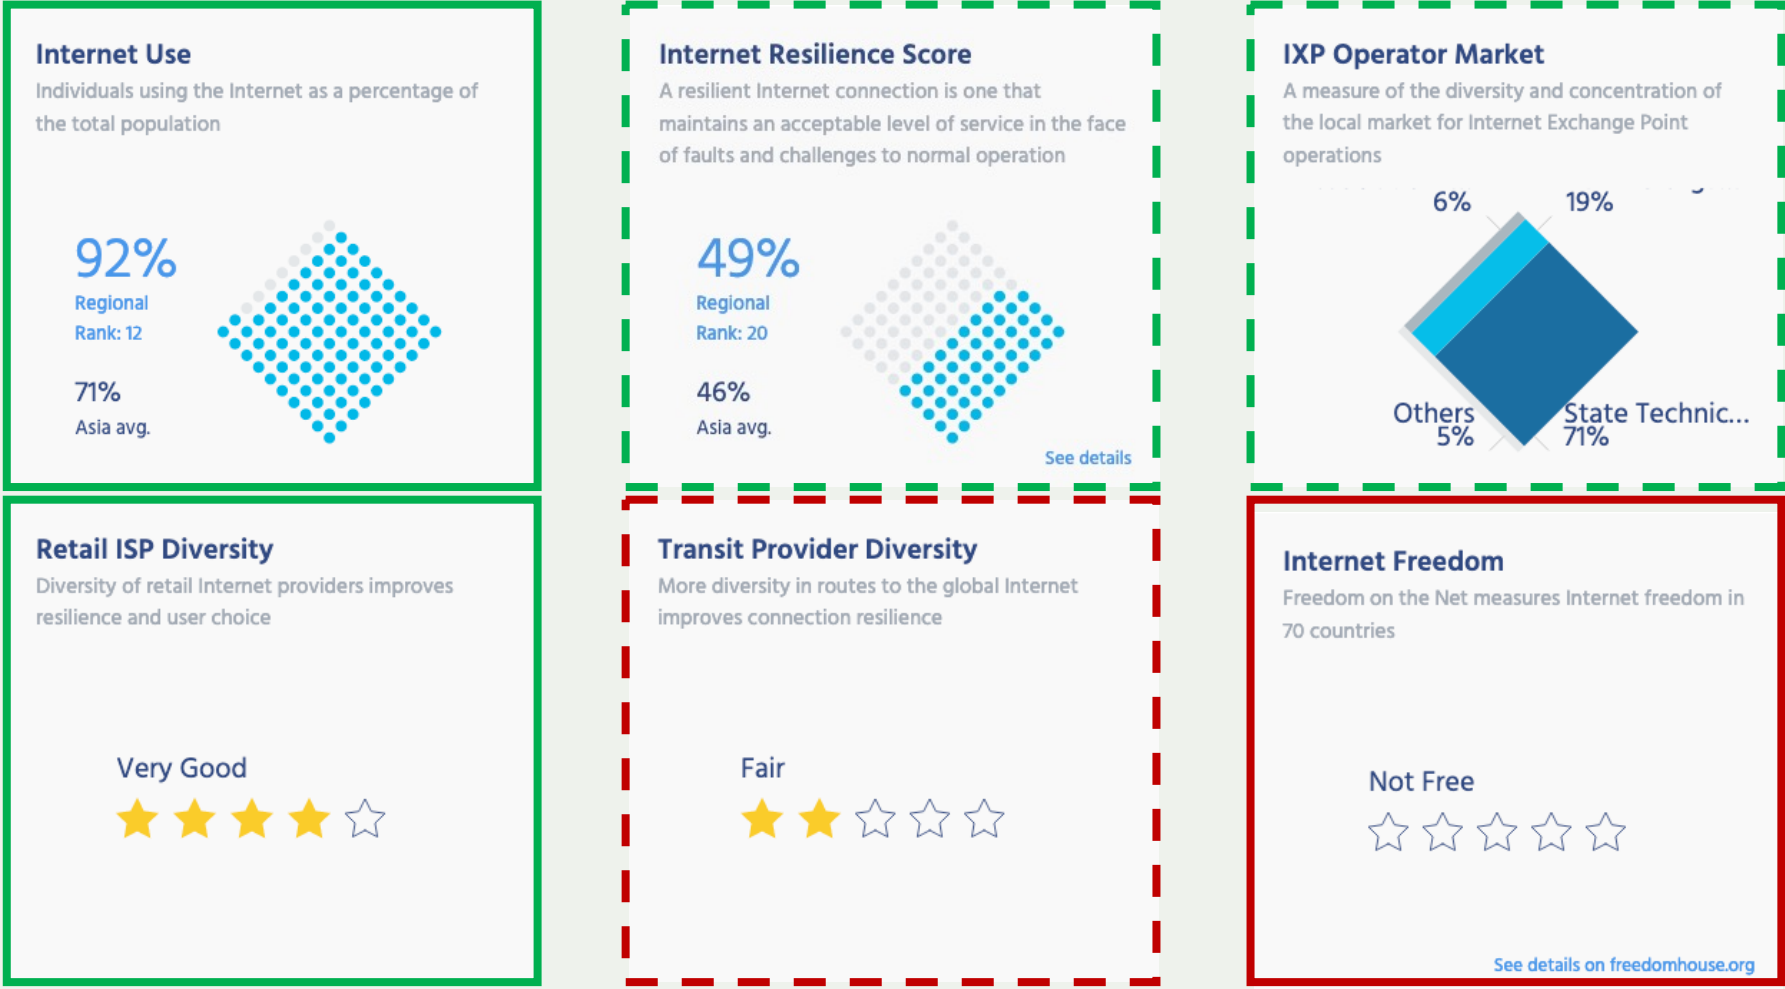 Internet Use
Individuals using the Internet as a percentage of
the total population
92%
Regional
Rank: 12
71%
Asia avg.
Internet Resilience Score
A resilient Internet connection is one that
maintains an acceptable level of service in the face
of faults and challenges to normal operation
49%
Regional
Rank: 20
46%
Asia avg.
See details
IXP Operator Market
A measure of the diversity and concentration of
the local market for Internet Exchange Point
operations
6%
19%
Others
5%
State Technic...
71%
Retail ISP Diversity
Diversity of retail Internet providers improves
resilience and user choice
Very Good
Transit Provider Diversity
More diversity in routes to the global Internet
improves connection resilience
Fair
Internet Freedom
Freedom on the Net measures Internet freedom in
70 countries
Not Free
See details on freedomhouse.org